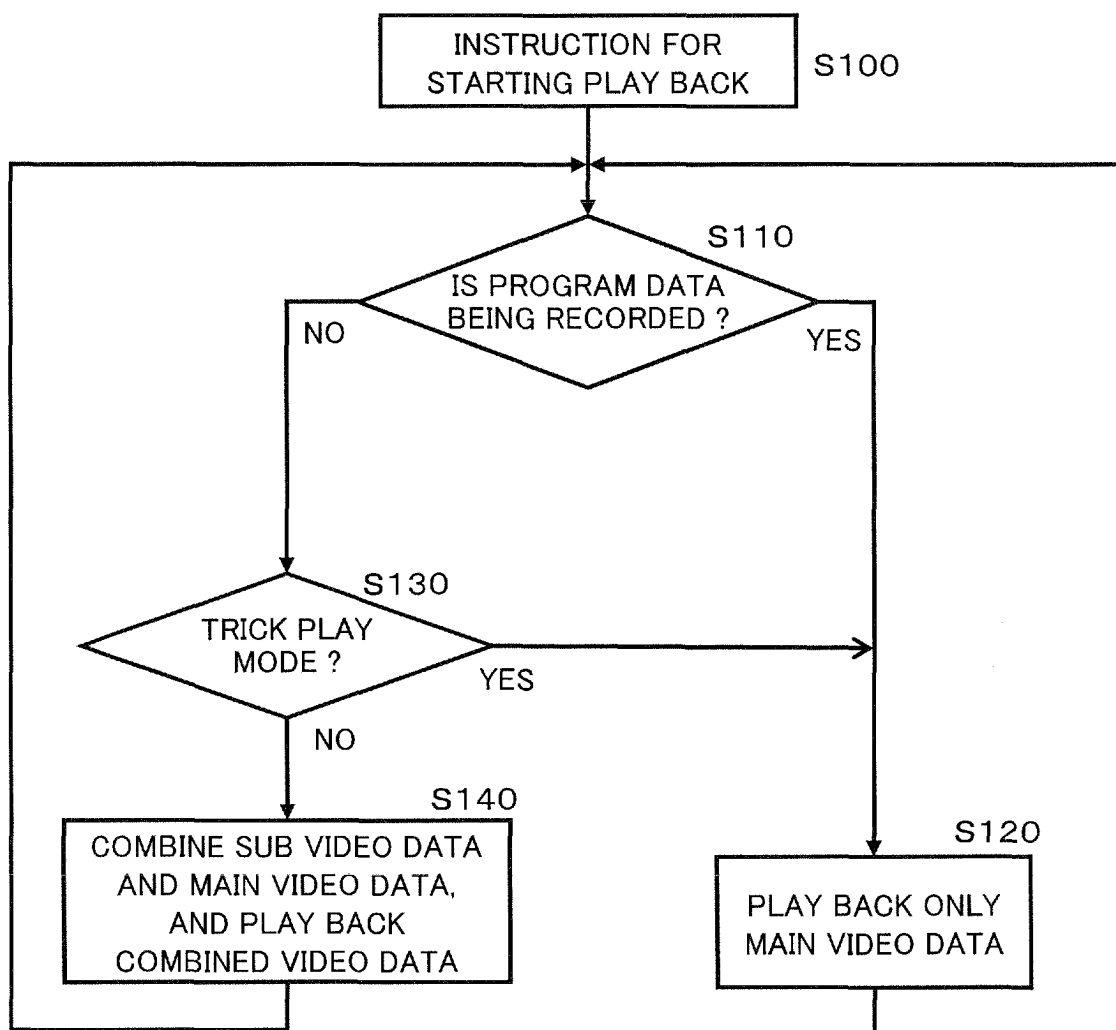 INSTRUCTION FOR
STARTING PLAY BACK
S100
S110
IS PROGRAM DATA
BEING RECORDED ?
NO
YES
S130
TRICK PLAY
MODE ?
YES
NO
S140
COMBINE SUB VIDEO DATA
AND MAIN VIDEO DATA,
AND PLAY BACK
COMBINED VIDEO DATA
S120
PLAY BACK ONLY
MAIN VIDEO DATA